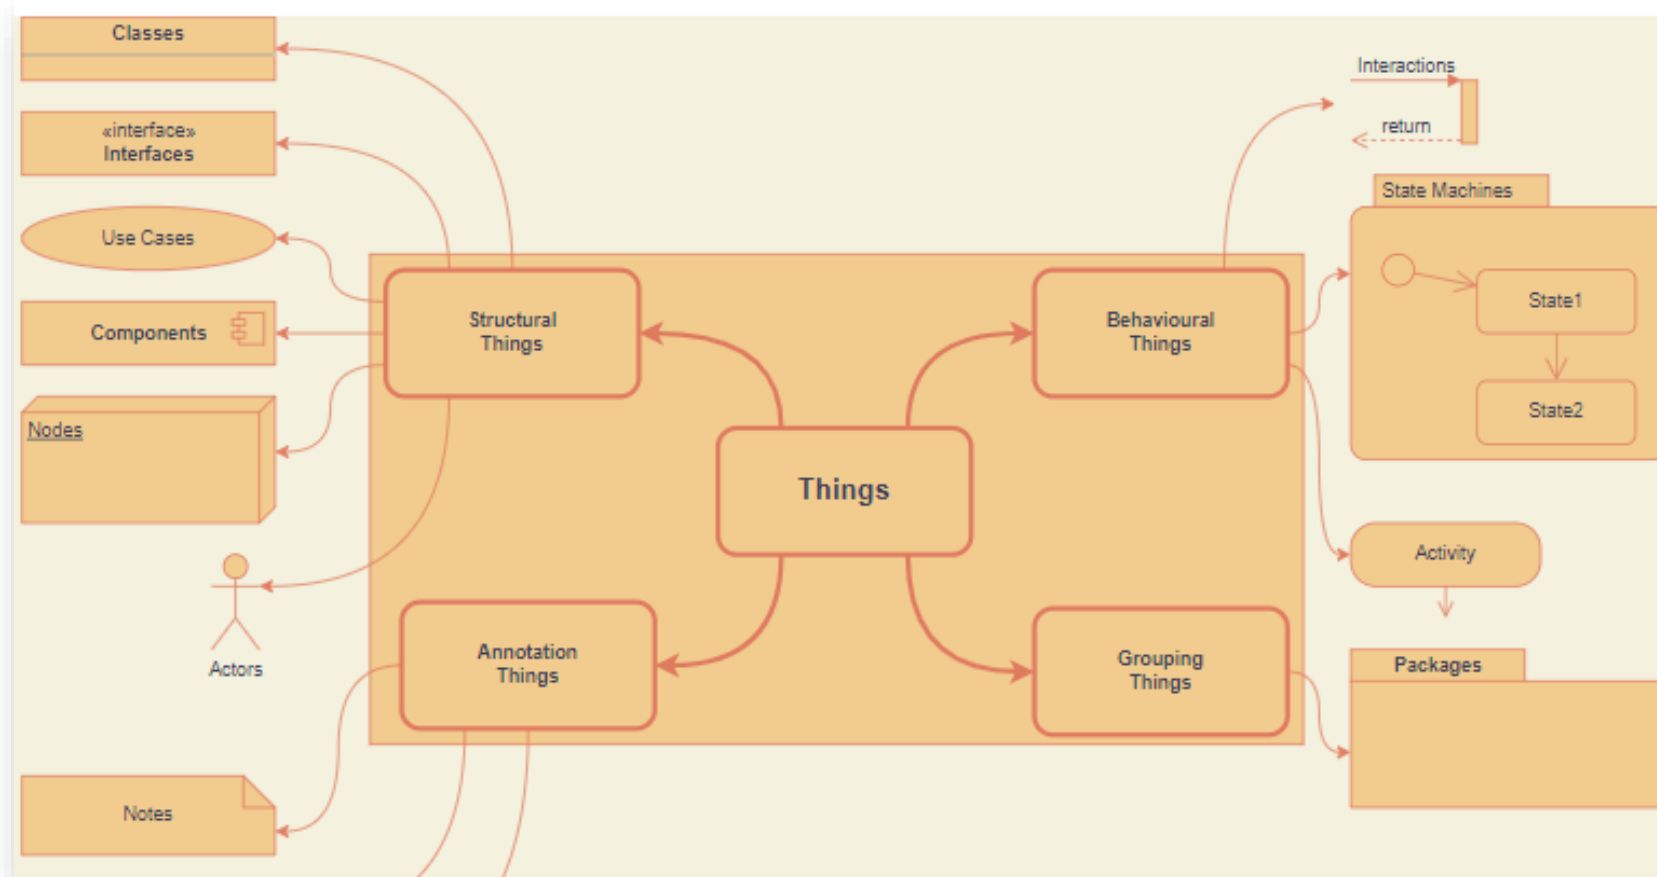 Classes
«interface»
Interfaces
Use Cases
Components
Nodes
Actors
Notes
Structural
Things
Annotation
Things
Things
Behavioural
Things
Grouping
Things
Interactions
return
State Machines
State1
State2
Activity
Packages